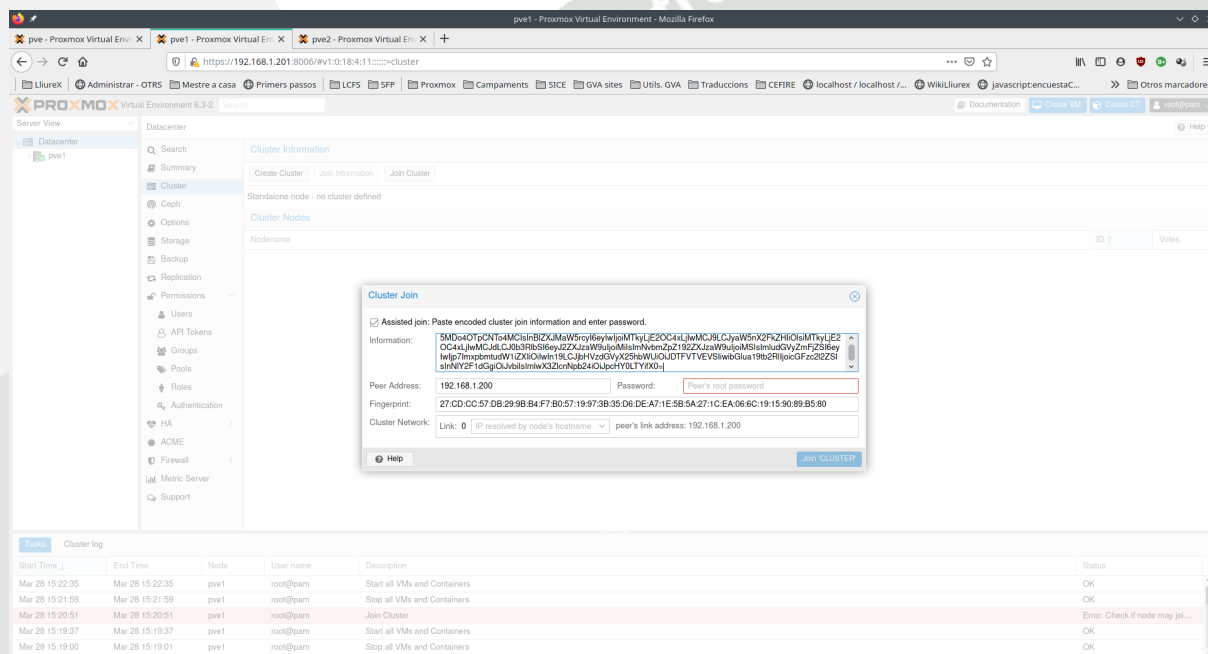 pve1 - Proxmox Virtual Environment - Mozilla Firefox
pve - Proxmox Virtual Envi
pve1 - Proxmox Virtual En
pve2 - Proxmox Virtual Em
https://192.168.1.201:8006/#v1:0:18:4:11::::::=cluster
LliureX
Administrar - OTRS
Mestre a casa
Primers passos
LCFS
SFP
Proxmox
Campaments
SICE
GVA sites
Utils. GVA
Traduccions
CEFIRE
localhost / localhost /...
WikiLliurex
javascript:encuestaC...
Otros marcadores
PROXMOX Virtual Environment 6.3-2 Search
Documentation
Create VM
Create CT
root@pam
Server View
Datacenter
Help
Datacenter
pve1
Search
Summary
Cluster
Ceph
Options
Storage
Backup
Replication
Permissions
Users
API Tokens
Groups
Pools
Roles
Authentication
HA
ACME
Firewall
Metric Server
Support
Cluster Information
Create Cluster Join Information Join Cluster
Standalone node - no cluster defined
Cluster Nodes
Nodename ID ↑ Votes
Cluster Join
Assisted join: Paste encoded cluster join information and enter password.
Information:
Peer Address: 192.168.1.200 Password: Peer's root password
Fingerprint: 27:CD:CC:57:DB:29:9B:B4:F7:B0:57:19:97:3B:35:D6:DE:A7:1E:5B:5A:27:1C:EA:06:6C:19:15:90:89:B5:80
Cluster Network: Link: 0 IP resolved by node's hostname peer's link address: 192.168.1.200
Help
Join 'CLUSTER'
Tasks Cluster log
Start Time ↓ End Time Node User name Description Status
Mar 28 15:22:35 Mar 28 15:22:35 pve1 root@pam Start all VMs and Containers OK
Mar 28 15:21:59 Mar 28 15:21:59 pve1 root@pam Stop all VMs and Containers OK
Mar 28 15:20:51 Mar 28 15:20:51 pve1 root@pam Join Cluster Error: Check if node may joi...
Mar 28 15:19:37 Mar 28 15:19:37 pve1 root@pam Start all VMs and Containers OK
Mar 28 15:19:00 Mar 28 15:19:01 pve1 root@pam Stop all VMs and Containers OK